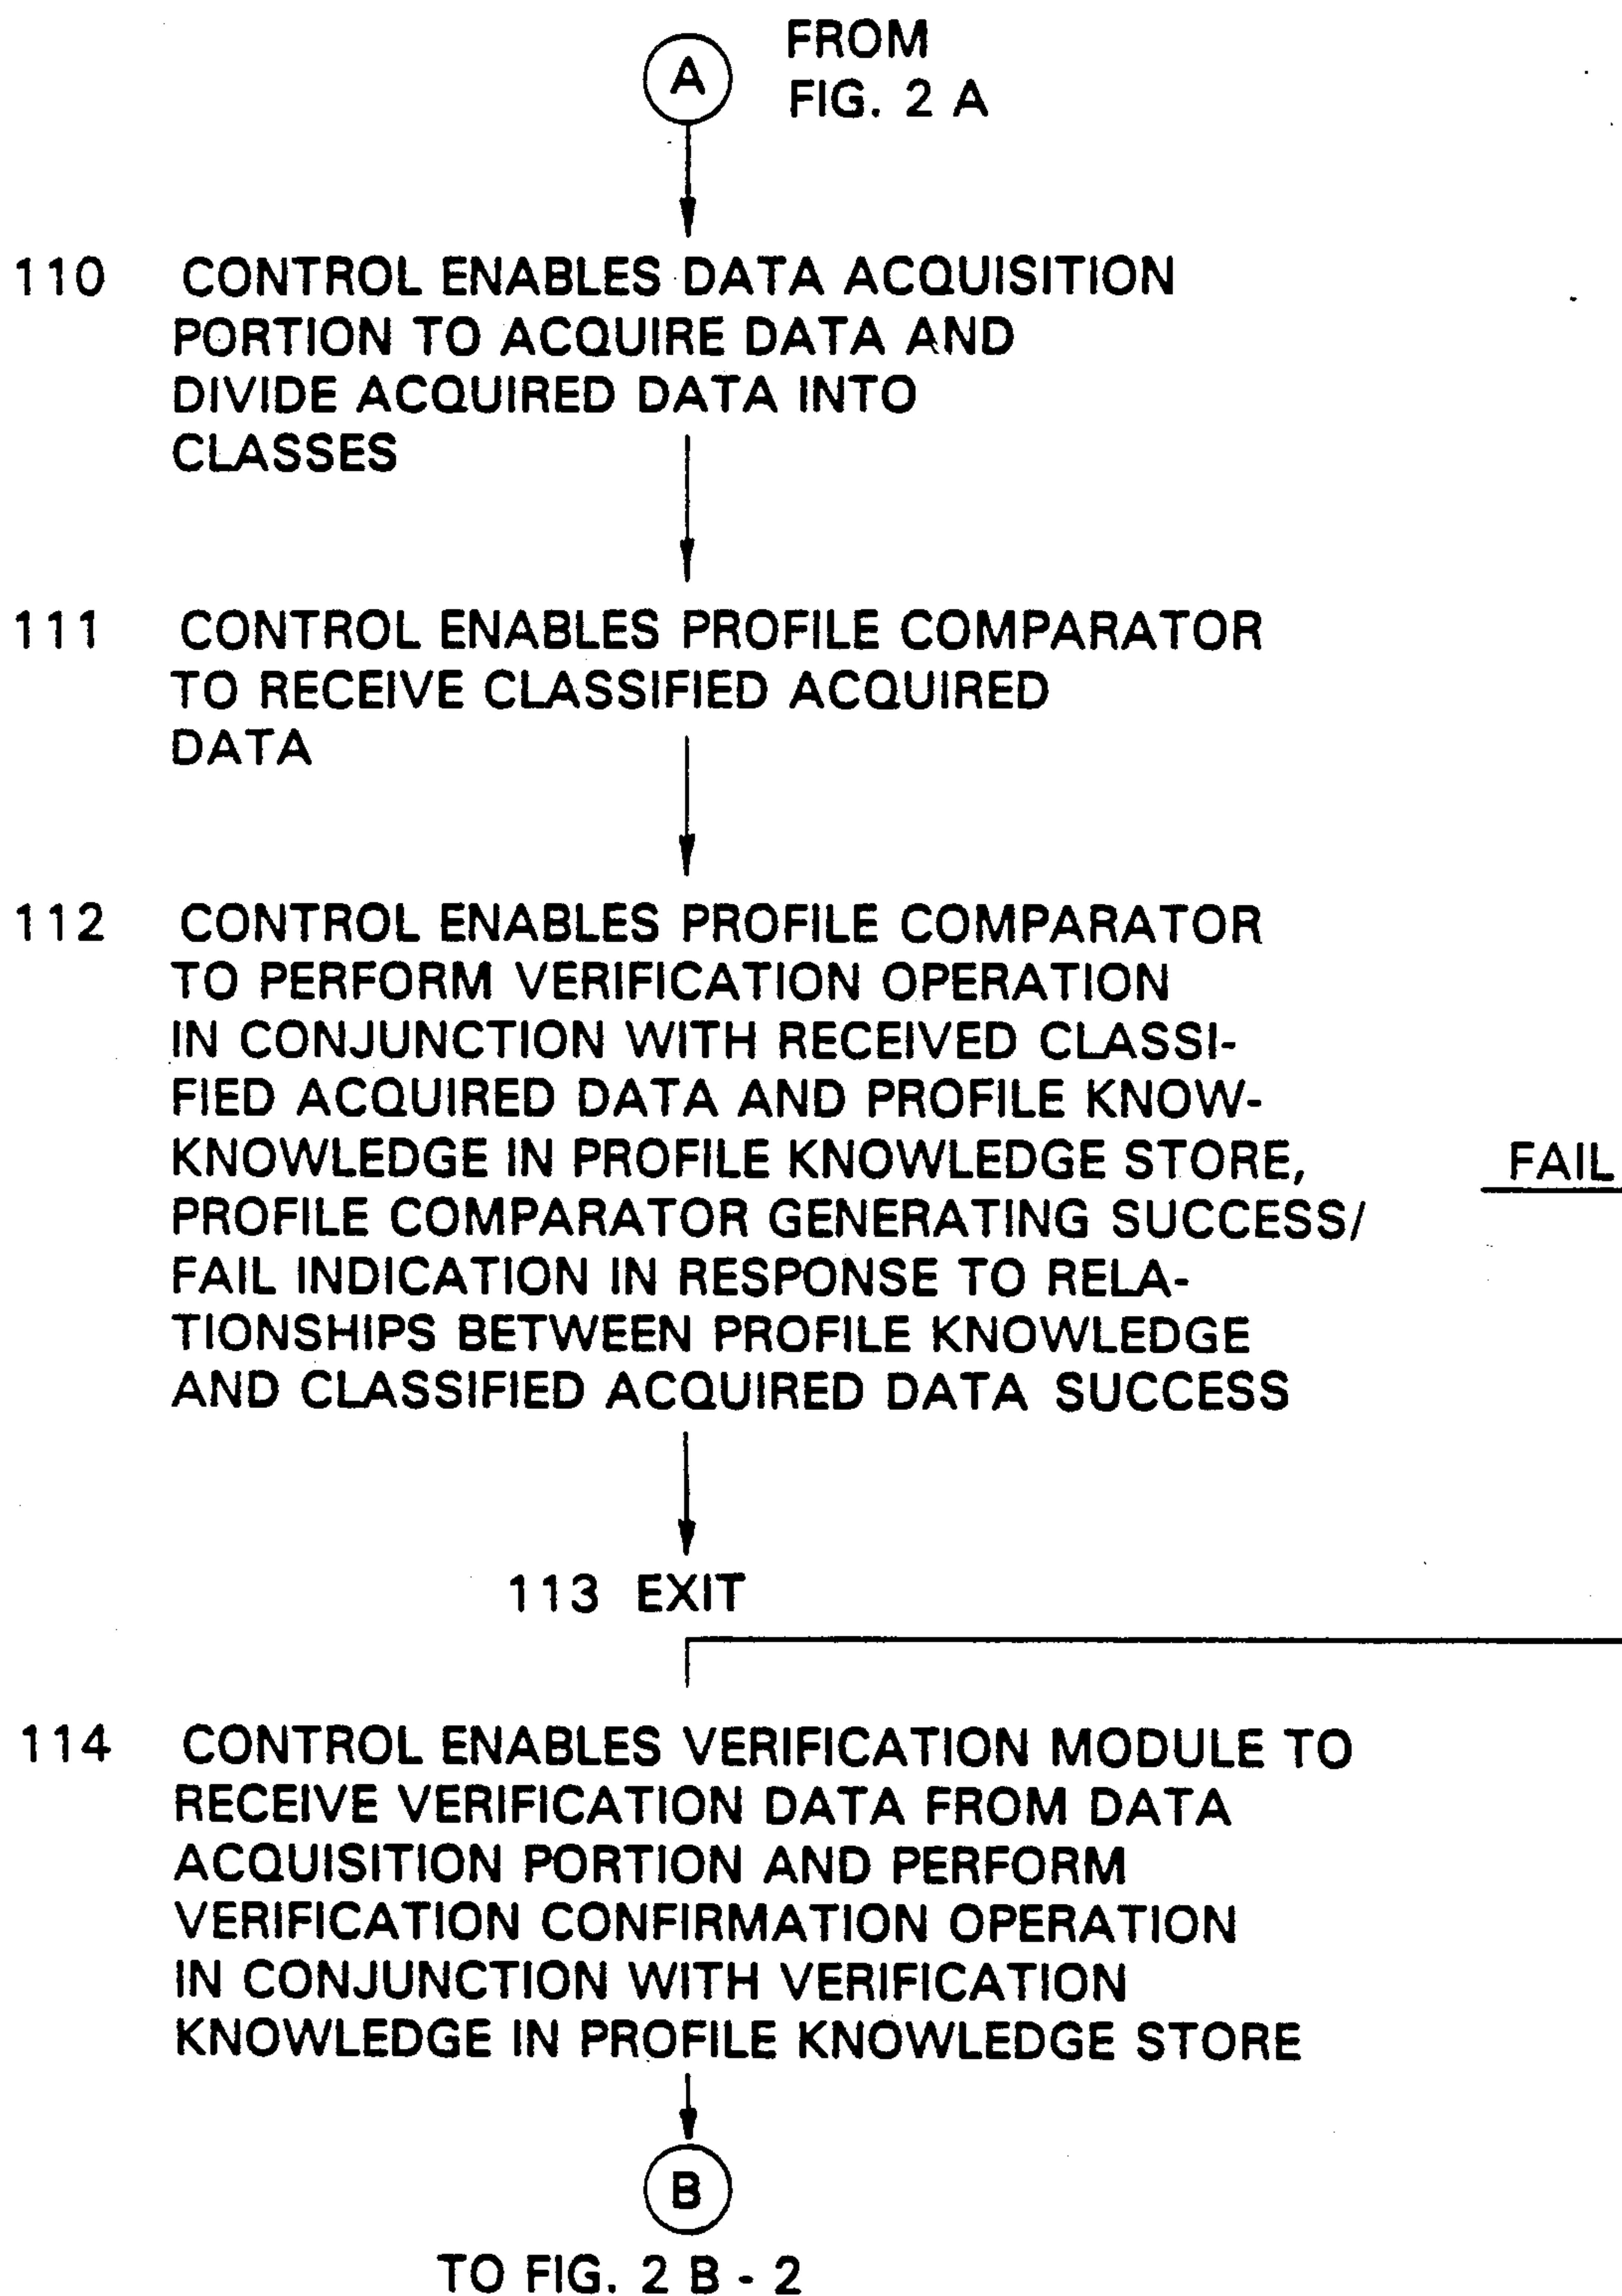 A
FROM
FIG. 2 A
110 CONTROL ENABLES DATA ACQUISITION
PORTION TO ACQUIRE DATA AND
DIVIDE ACQUIRED DATA INTO
CLASSES
111 CONTROL ENABLES PROFILE COMPARATOR
TO RECEIVE CLASSIFIED ACQUIRED
DATA
112 CONTROL ENABLES PROFILE COMPARATOR
TO PERFORM VERIFICATION OPERATION
IN CONJUNCTION WITH RECEIVED CLASSI-
FIED ACQUIRED DATA AND PROFILE KNOW-
KNOWLEDGE IN PROFILE KNOWLEDGE STORE,
PROFILE COMPARATOR GENERATING SUCCESS/
FAIL INDICATION IN RESPONSE TO RELA-
TIONSHIPS BETWEEN PROFILE KNOWLEDGE
AND CLASSIFIED ACQUIRED DATA SUCCESS
FAIL
113 EXIT
114 CONTROL ENABLES VERIFICATION MODULE TO
RECEIVE VERIFICATION DATA FROM DATA
ACQUISITION PORTION AND PERFORM
VERIFICATION CONFIRMATION OPERATION
IN CONJUNCTION WITH VERIFICATION
KNOWLEDGE IN PROFILE KNOWLEDGE STORE
B
TO FIG. 2 B - 2